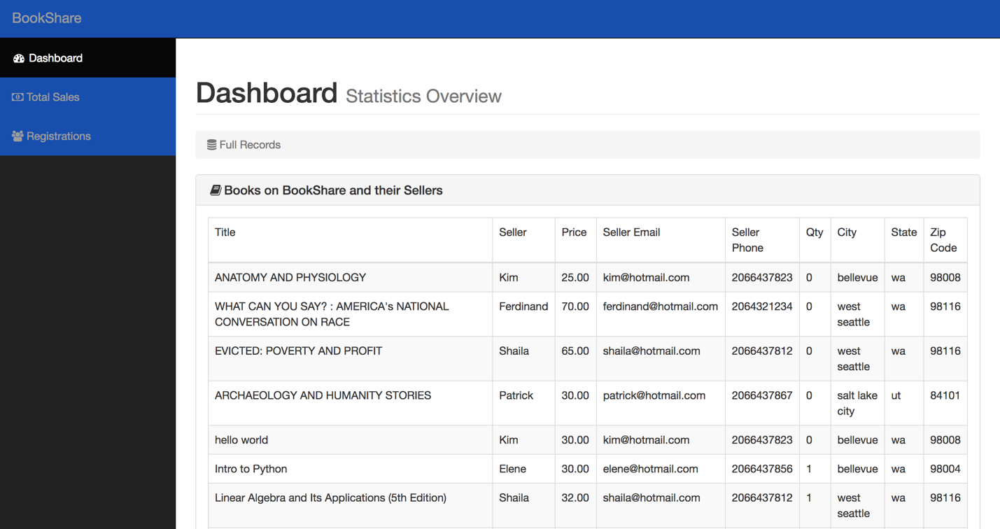 BookShare
Dashboard
Total Sales
Registrations
Dashboard Statistics Overview
Full Records
Books on BookShare and their Sellers
Title Seller Price Seller Email Seller Phone Qty City State Zip Code
ANATOMY AND PHYSIOLOGY Kim 25.00 kim@hotmail.com 2066437823 0 bellevue wa 98008
WHAT CAN YOU SAY? : AMERICA's NATIONAL CONVERSATION ON RACE Ferdinand 70.00 ferdinand@hotmail.com 2064321234 0 west seattle wa 98116
EVICTED: POVERTY AND PROFIT Shaila 65.00 shaila@hotmail.com 2066437812 0 west seattle wa 98116
ARCHAEOLOGY AND HUMANITY STORIES Patrick 30.00 patrick@hotmail.com 2066437867 0 salt lake city ut 84101
hello world Kim 30.00 kim@hotmail.com 2066437823 0 bellevue wa 98008
Intro to Python Elene 30.00 elene@hotmail.com 2066437856 1 bellevue wa 98004
Linear Algebra and Its Applications (5th Edition) Shaila 32.00 shaila@hotmail.com 2066437812 1 west seattle wa 98116